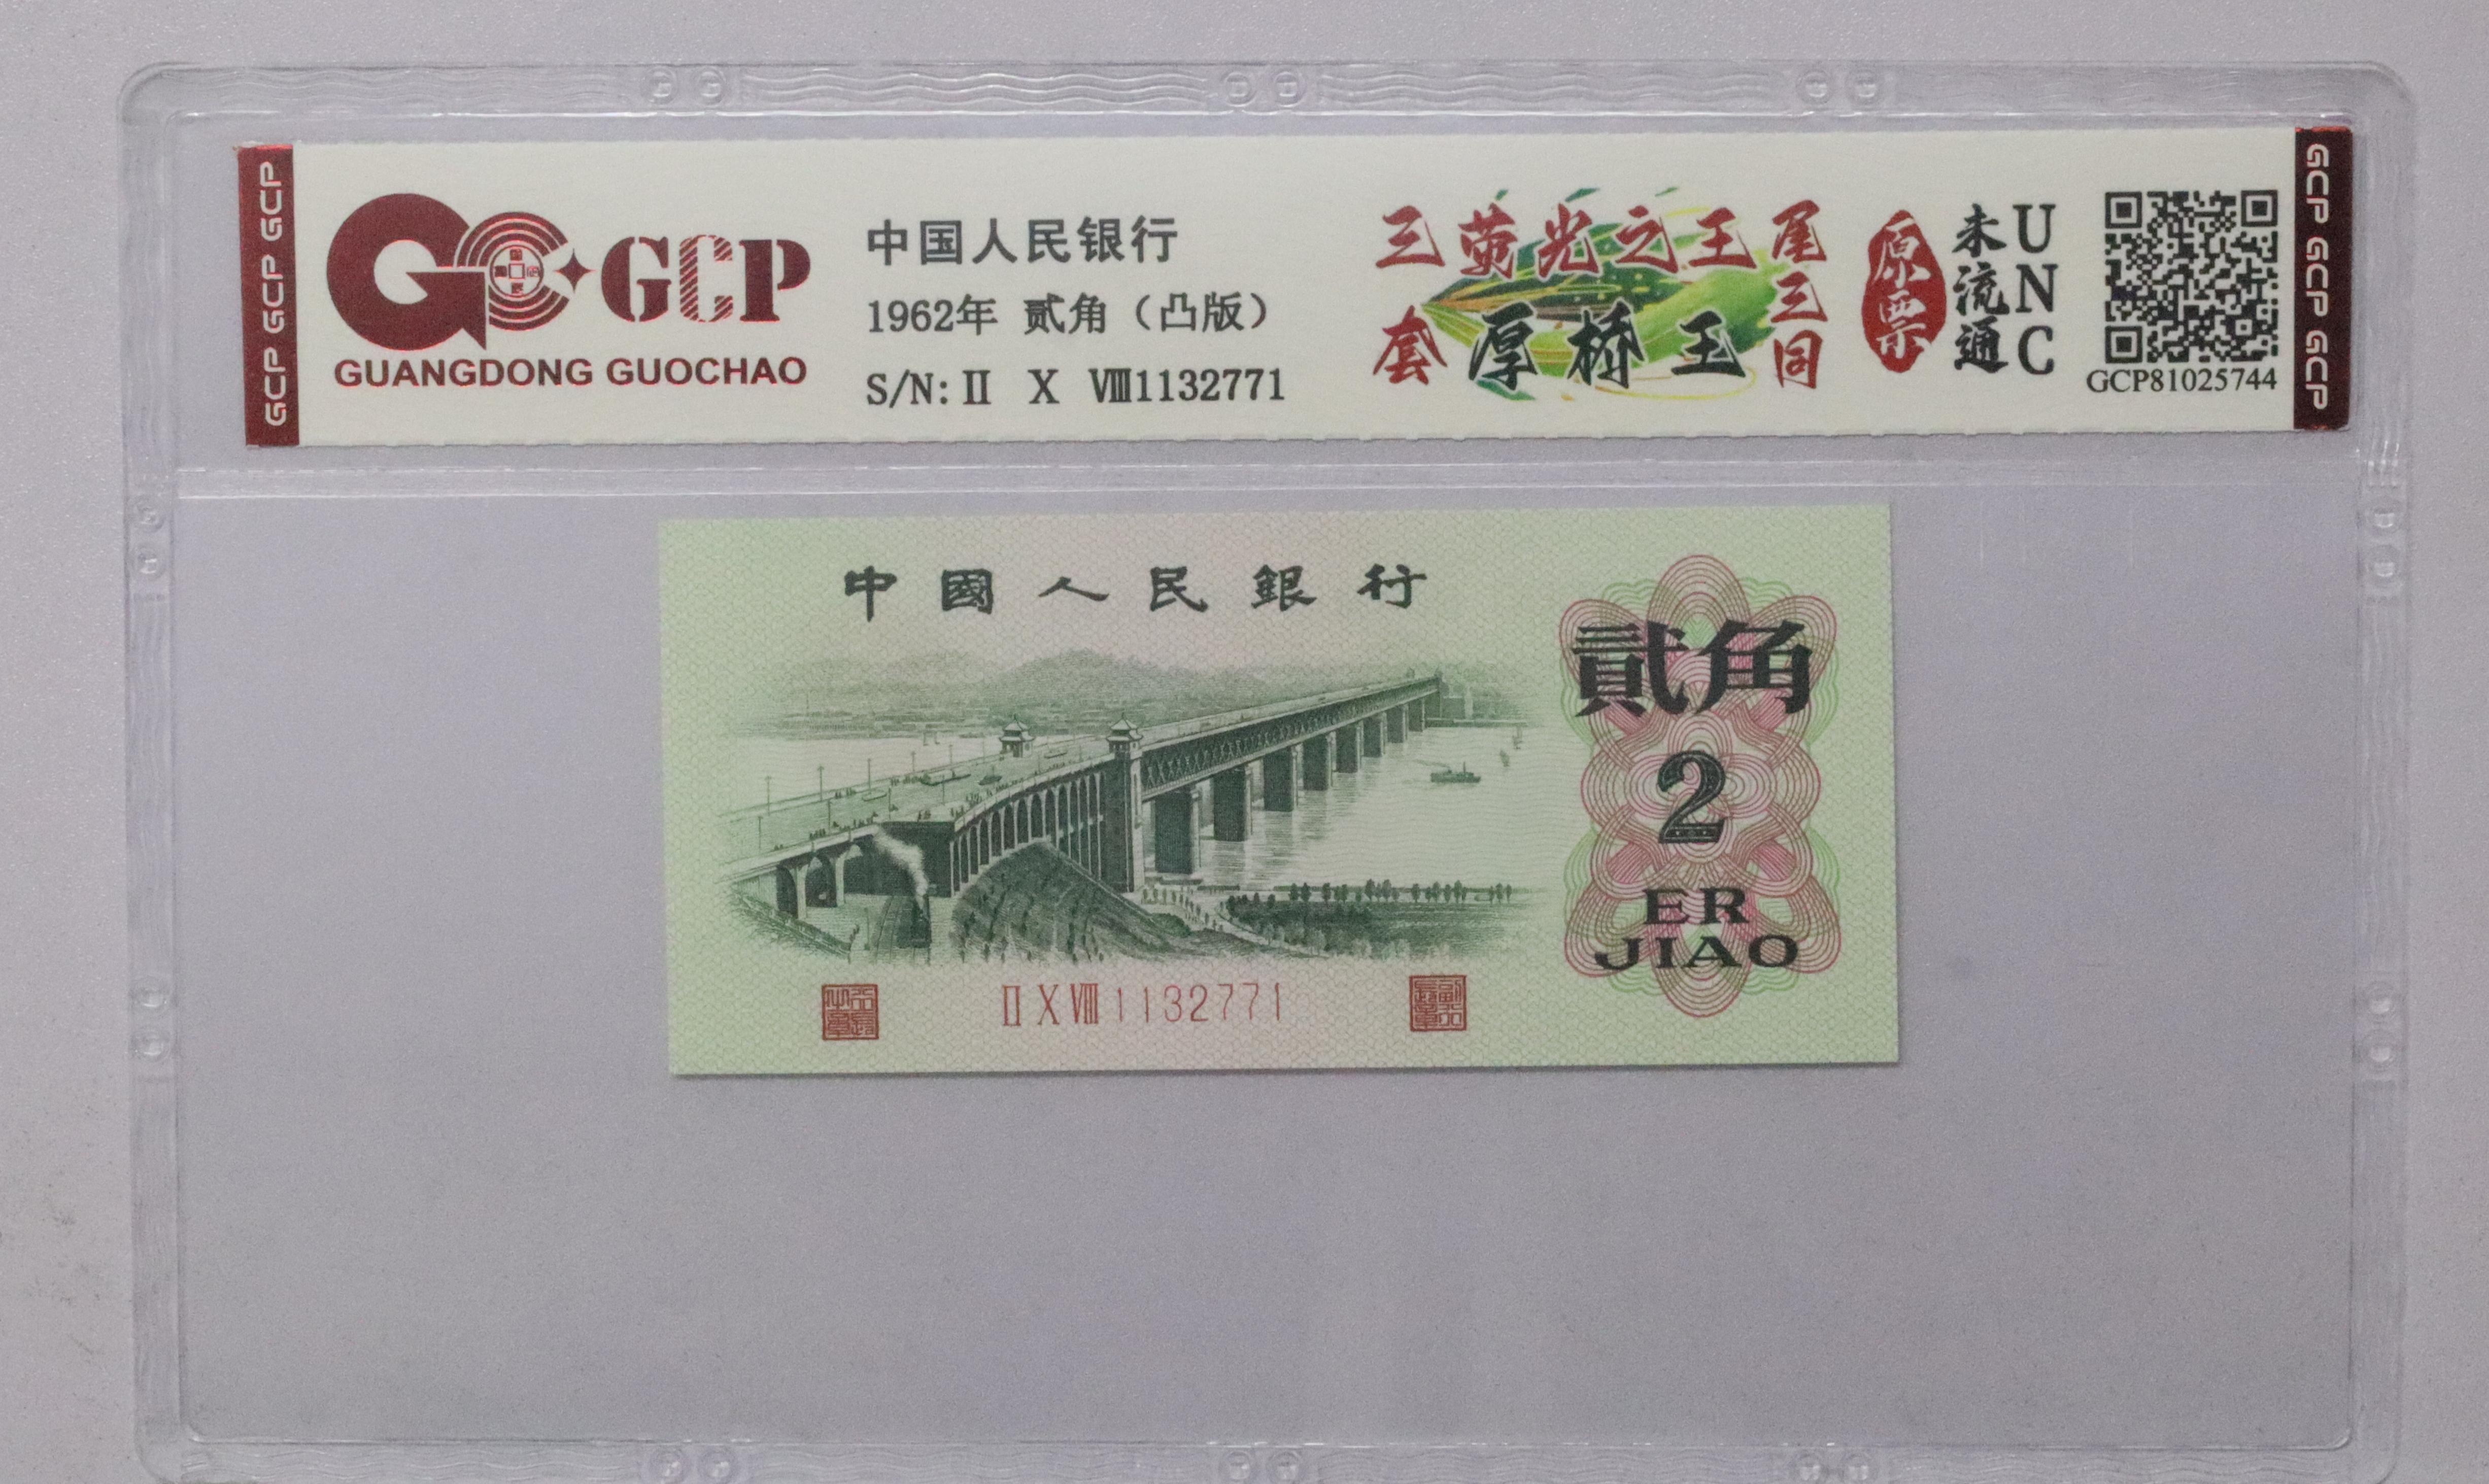 GCP GCP GCP
GCP
GUANGDONG GUOCHAO
中国人民银行
1962年 贰角（凸版）
S/N: Ⅱ X Ⅷ1132771
三套
荧光之王
厚桥王
尾三同
原票
未流通
UNC
GCP81025744
GCP GCP GCP
中國人民銀行
貳角
2
ER
JIAO
Ⅱ X Ⅷ 1132771